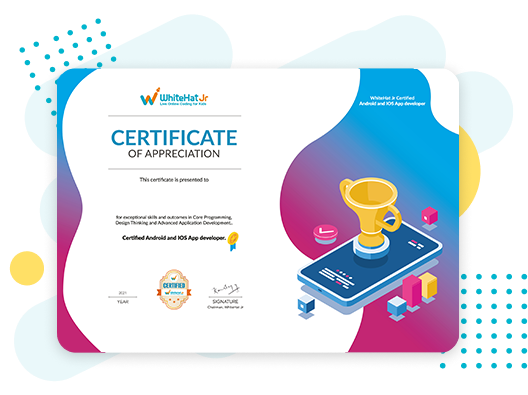 WhiteHat Jr
Live Online Coding for Kids
WhiteHat Jr Certified
Android and IOS App developer
CERTIFICATE
OF APPRECIATION
This certificate is presented to
for exceptional skills and outcomes in Core Programming,
Design Thinking and Advanced Application Development,.
Certified Android and IOS App developer.
CERTIFIED
2021
YEAR
SIGNATURE
Chairman, WhiteHat Jr